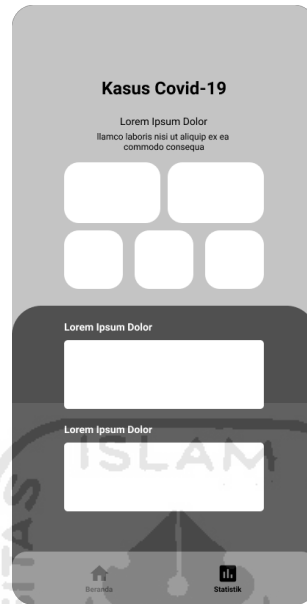 Kasus Covid-19
Lorem Ipsum Dolor
llamco laboris nisi ut aliquip ex ea
commodo consequa
Lorem Ipsum Dolor
Lorem Ipsum Dolor
ISLAM
ITAS
Beranda
Statistik